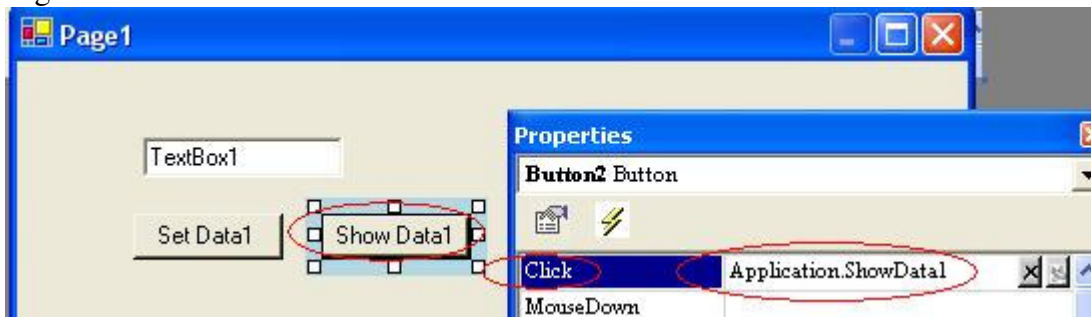 Page1
Properties
TextBox1
Button2 Button
Set Data1
Show Data1
Click
Application.ShowData1
MouseDown